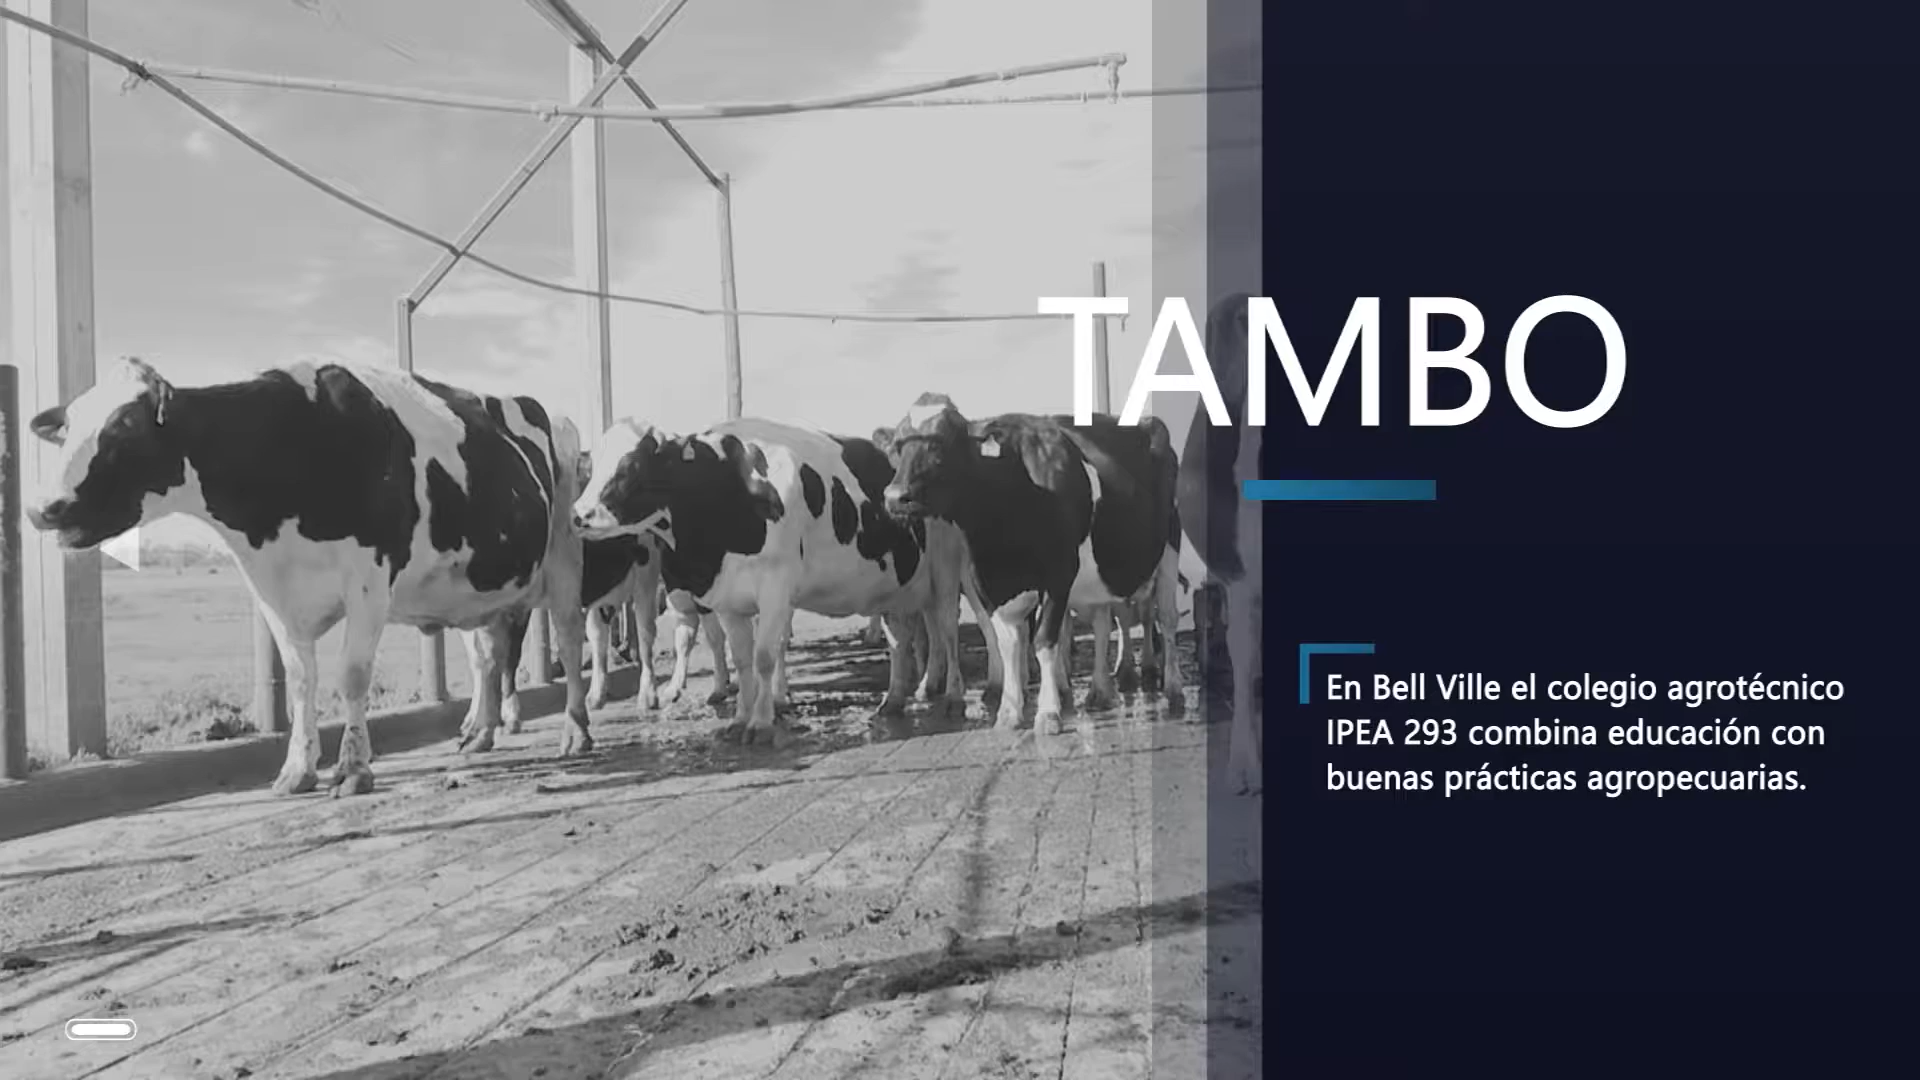 TAMBO
En Bell Ville el colegio agrotécnico
IPEA 293 combina educación con
buenas prácticas agropecuarias.